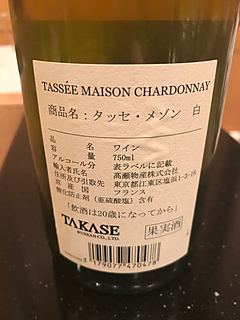 TASSÉE MAISON CHARDONNAY
商品名：タッセ・メゾン 白
品名 ワイン
容量 750ml
アルコール分 表ラベルに記載
輸入者氏名 高瀬物産株式会社
住所及び引取先 東京都江東区塩浜1-3-16
原産国 フランス
酸化防止剤（亜硫酸塩）含有
「飲酒は20歳になってから」
TAKASE
BUSSAN CO., LTD.
果実酒